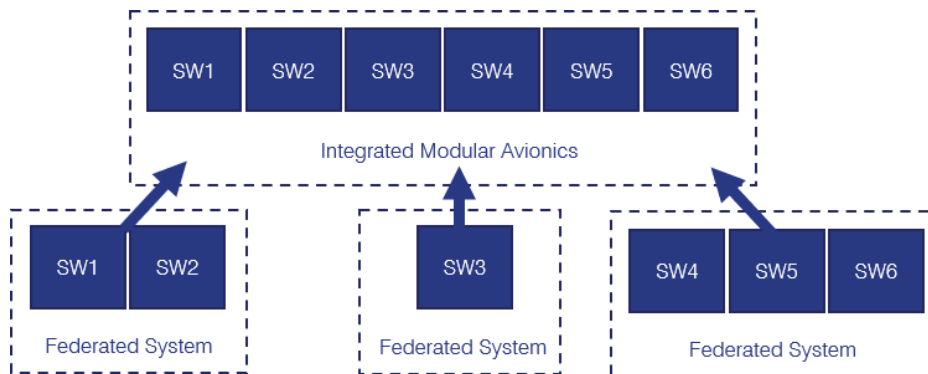 SW1 SW2 SW3 SW4 SW5 SW6
Integrated Modular Avionics
SW1 SW2
Federated System
SW3
Federated System
SW4 SW5 SW6
Federated System